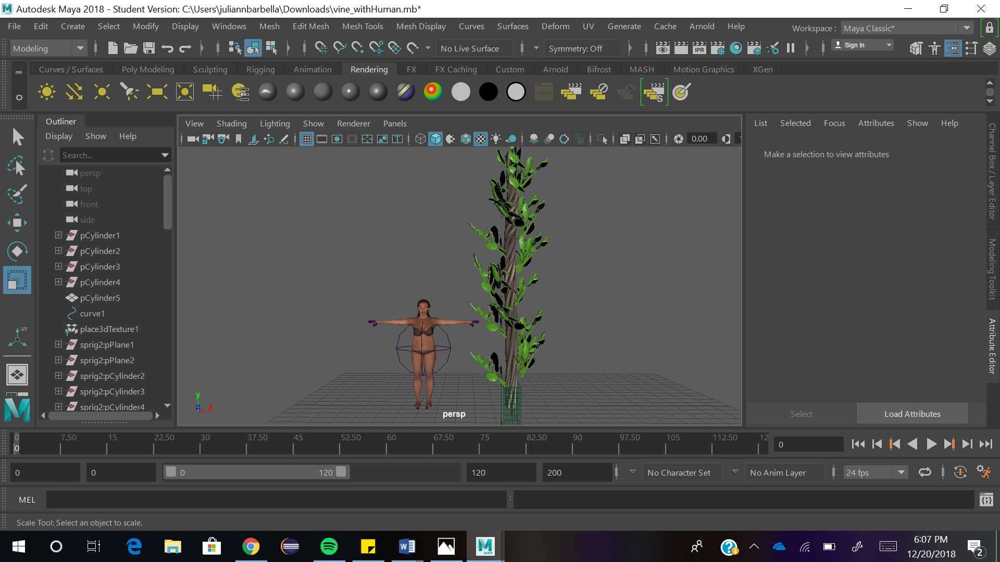 Autodesk Maya 2018 - Student Version: C:\Users\juliannbarbella\Downloads\vine_withHuman.mb*
File Edit Create Select Modify Display Windows Mesh Edit Mesh Mesh Tools Mesh Display Curves Surfaces Deform UV Generate Cache Arnold Help
Workspace : Maya Classic*
Modeling No Live Surface Symmetry: Off IPR Sign In
Curves / Surfaces Poly Modeling Sculpting Rigging Animation Rendering FX FX Caching Custom Arnold Bifrost MASH Motion Graphics XGen
S
Outliner
Display Show Help
Search...
persp
top
front
side
pCylinder1
pCylinder2
pCylinder3
pCylinder4
pCylinder5
curve1
place3dTexture1
sprig2:pPlane1
sprig2:pPlane2
sprig2:pCylinder2
sprig2:pCylinder3
sprig2:pCylinder4
View Shading Lighting Show Renderer Panels
0.00
y
z
x
persp
List Selected Focus Attributes Show Help
Make a selection to view attributes
Select Load Attributes
Channel Box / Layer Editor
Modeling Toolkit
Attribute Editor
0 7.50 15 22.50 30 37.50 45 52.50 60 67.50 75 82.50 90 97.50 105 112.50 12
0
0
0 0 0 120 120 200 No Character Set No Anim Layer 24 fps
MEL
Scale Tool: Select an object to scale.
MAYA
6:07 PM
12/20/2018
2